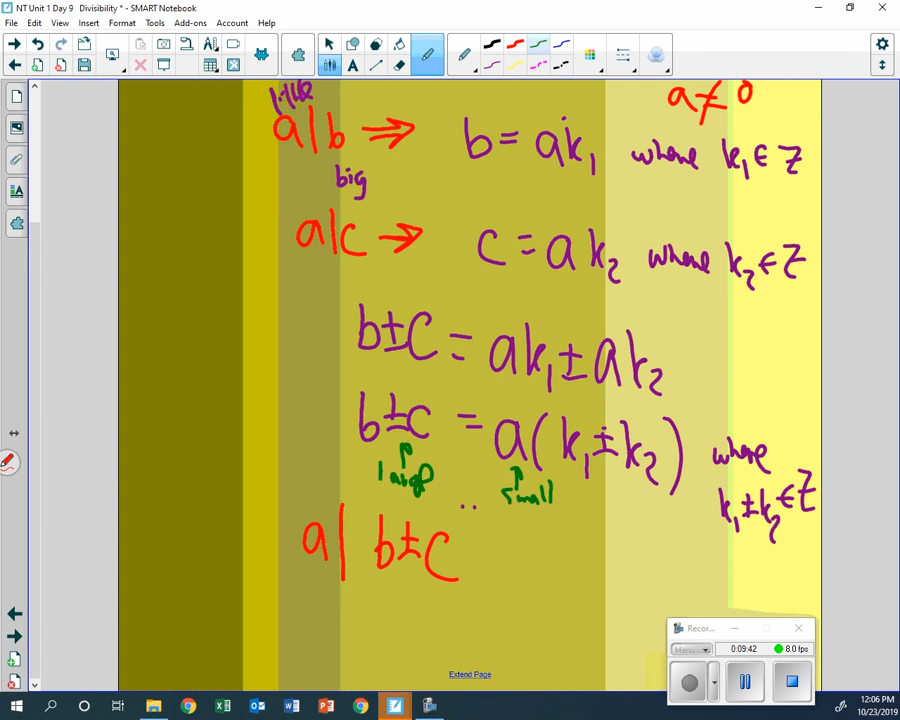 NT Unit 1 Day 9 Divisibility * - SMART Notebook
File Edit View Insert Format Tools Add-ons Account Help
little
a ≠ 0
a|b ⇒ b = ak₁ where k₁ ∈ Z
big
a|c → c = ak₂ where k₂ ∈ Z
b ± c = ak₁ ± ak₂
b ± c = a(k₁ ± k₂) where
large small k₁ ± k₂ ∈ Z
a| b ± c
Extend Page
Recor...
Menu 0:09:42 8.0 fps
12:06 PM
10/23/2019